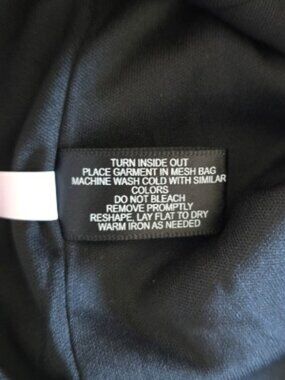 TURN INSIDE OUT
PLACE GARMENT IN MESH BAG
MACHINE WASH COLD WITH SIMILAR
COLORS
DO NOT BLEACH
REMOVE PROMPTLY
RESHAPE, LAY FLAT TO DRY
WARM IRON AS NEEDED